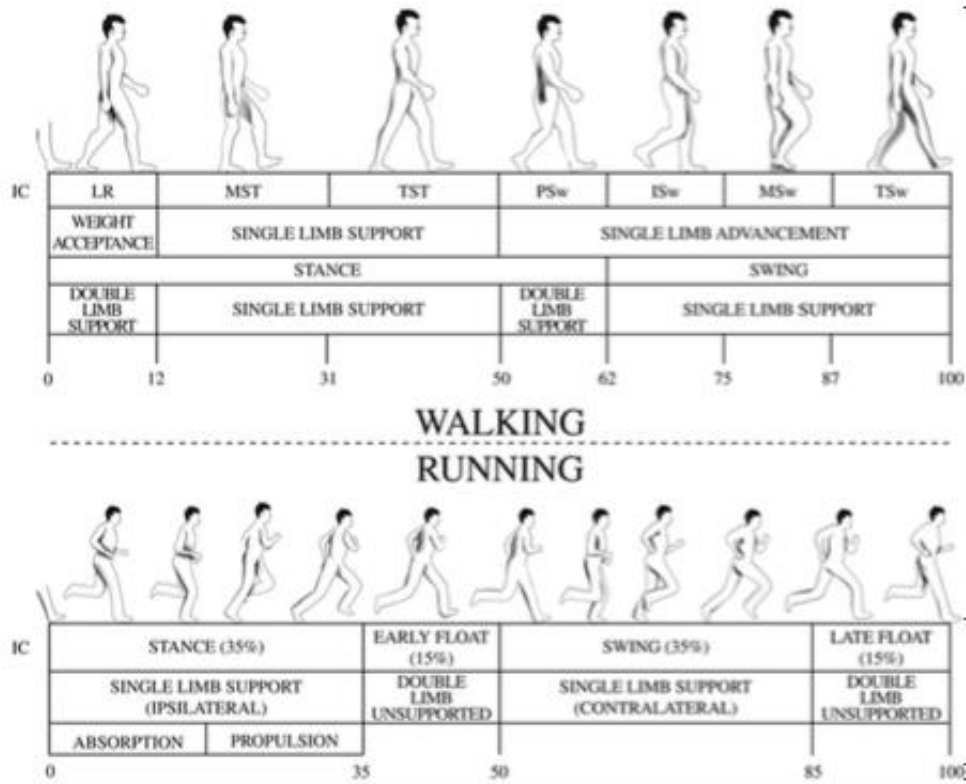 IC LR MST TST PSw ISw MSw TSw
WEIGHT
ACCEPTANCE
SINGLE LIMB SUPPORT
SINGLE LIMB ADVANCEMENT
STANCE
SWING
DOUBLE
LIMB
SUPPORT
SINGLE LIMB SUPPORT
DOUBLE
LIMB
SUPPORT
SINGLE LIMB SUPPORT
0 12 31 50 62 75 87 100
WALKING
RUNNING
IC
STANCE (35%)
EARLY FLOAT
(15%)
SWING (35%)
LATE FLOAT
(15%)
SINGLE LIMB SUPPORT
(IPSILATERAL)
DOUBLE
LIMB
UNSUPPORTED
SINGLE LIMB SUPPORT
(CONTRALATERAL)
DOUBLE
LIMB
UNSUPPORTED
ABSORPTION
PROPULSION
0 35 50 85 100